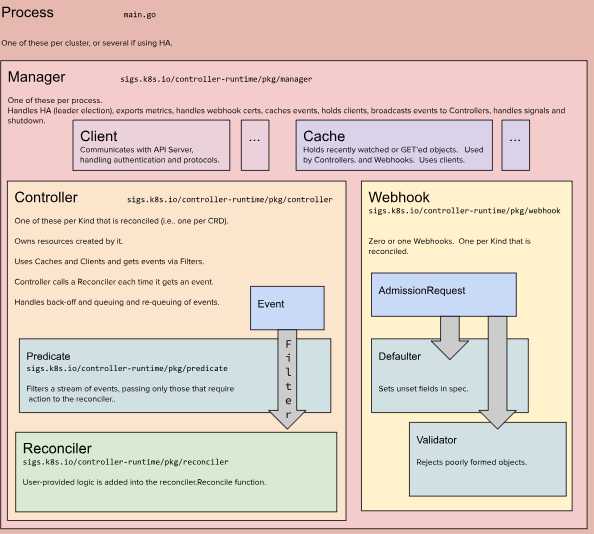 Process main.go
One of these per cluster, or several if using HA.
Manager sigs.k8s.io/controller-runtime/pkg/manager
One of these per process.
Handles HA (leader election), exports metrics, handles webhook certs, caches events, holds clients, broadcasts events to Controllers, handles signals and
shutdown.
Client
Communicates with API Server,
handling authentication and protocols.
...
Cache
Holds recently watched or GET'ed objects. Used
by Controllers. and Webhooks. Uses clients.
...
Controller sigs.k8s.io/controller-runtime/pkg/controller
One of these per Kind that is reconciled (i.e.. one per CRD).
Owns resources created by it.
Uses Caches and Clients and gets events via Filters.
Controller calls a Reconciler each time it gets an event.
Handles back-off and queuing and re-queuing of events.
Event
Filter
Predicate
sigs.k8s.io/controller-runtime/pkg/predicate
Filters a stream of events, passing only those that require
action to the reconciler..
Reconciler
sigs.k8s.io/controller-runtime/pkg/reconciler
User-provided logic is added into the reconciler.Reconcile function.
Webhook
sigs.k8s.io/controller-runtime/pkg/webhook
Zero or one Webhooks. One per Kind that is
reconciled.
AdmissionRequest
Defaulter
Sets unset fields in spec.
Validator
Rejects poorly formed objects.